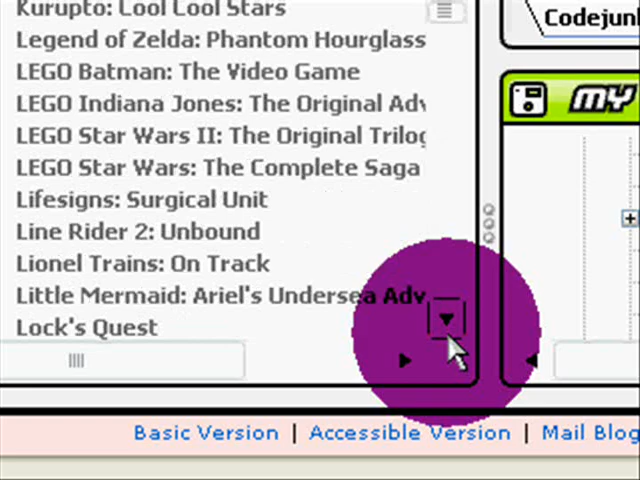 Kurupto: Cool Cool Stars
Legend of Zelda: Phantom Hourglass
LEGO Batman: The Video Game
LEGO Indiana Jones: The Original Adv
LEGO Star Wars II: The Original Trilog
LEGO Star Wars: The Complete Saga
Lifesigns: Surgical Unit
Line Rider 2: Unbound
Lionel Trains: On Track
Little Mermaid: Ariel's Undersea Adv
Lock's Quest
Codejun
MY
Basic Version | Accessible Version | Mail Blog